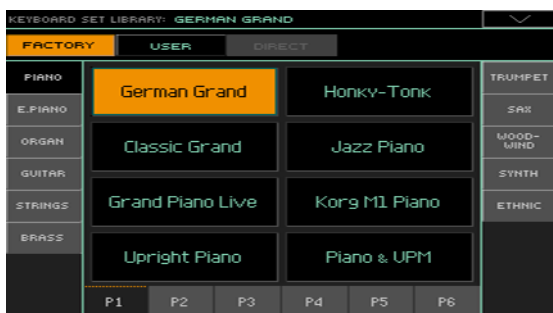 KEYBOARD SET LIBRARY: GERMAN GRAND
FACTORY USER DIRECT
PIANO
E.PIANO
ORGAN
GUITAR
STRINGS
BRASS
German Grand Honky-Tonk
Classic Grand Jazz Piano
Grand Piano Live Korg M1 Piano
Upright Piano Piano & UPM
TRUMPET
SAX
WOOD-
WIND
SYNTH
ETHNIC
P1 P2 P3 P4 P5 P6